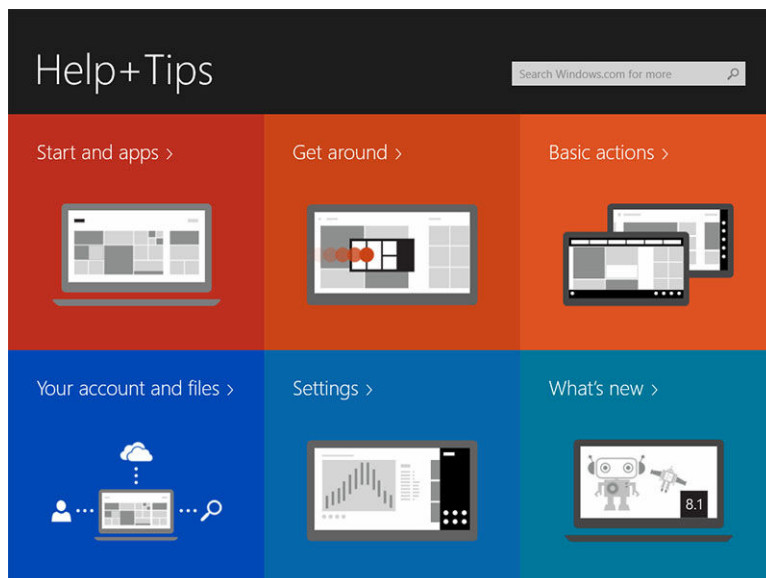 Help+Tips
Search Windows.com for more
Start and apps >
Get around >
Basic actions >
Your account and files >
Settings >
What's new >
8.1